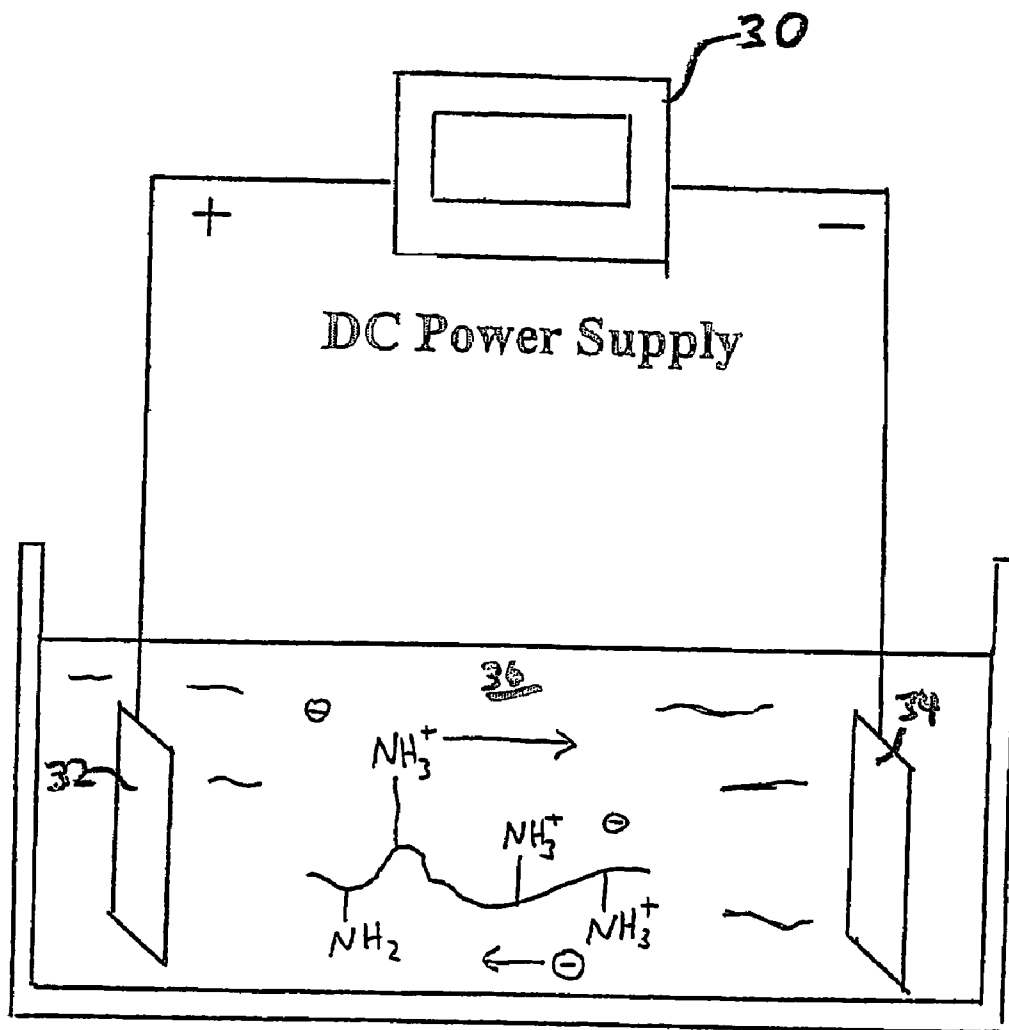 30
+ −
DC Power Supply
36
⊖
34
NH₃⁺
32
NH₃⁺ ⊖
NH₂ NH₃⁺
⊖